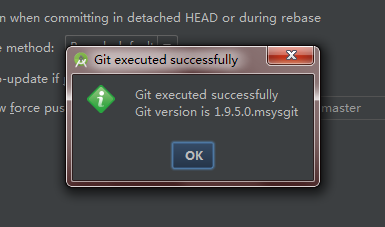 n when committing in detached HEAD or during rebase
e method:
Git executed successfully
o-update if
Git executed successfully
Git version is 1.9.5.0.msysgit
w force pus
master
OK